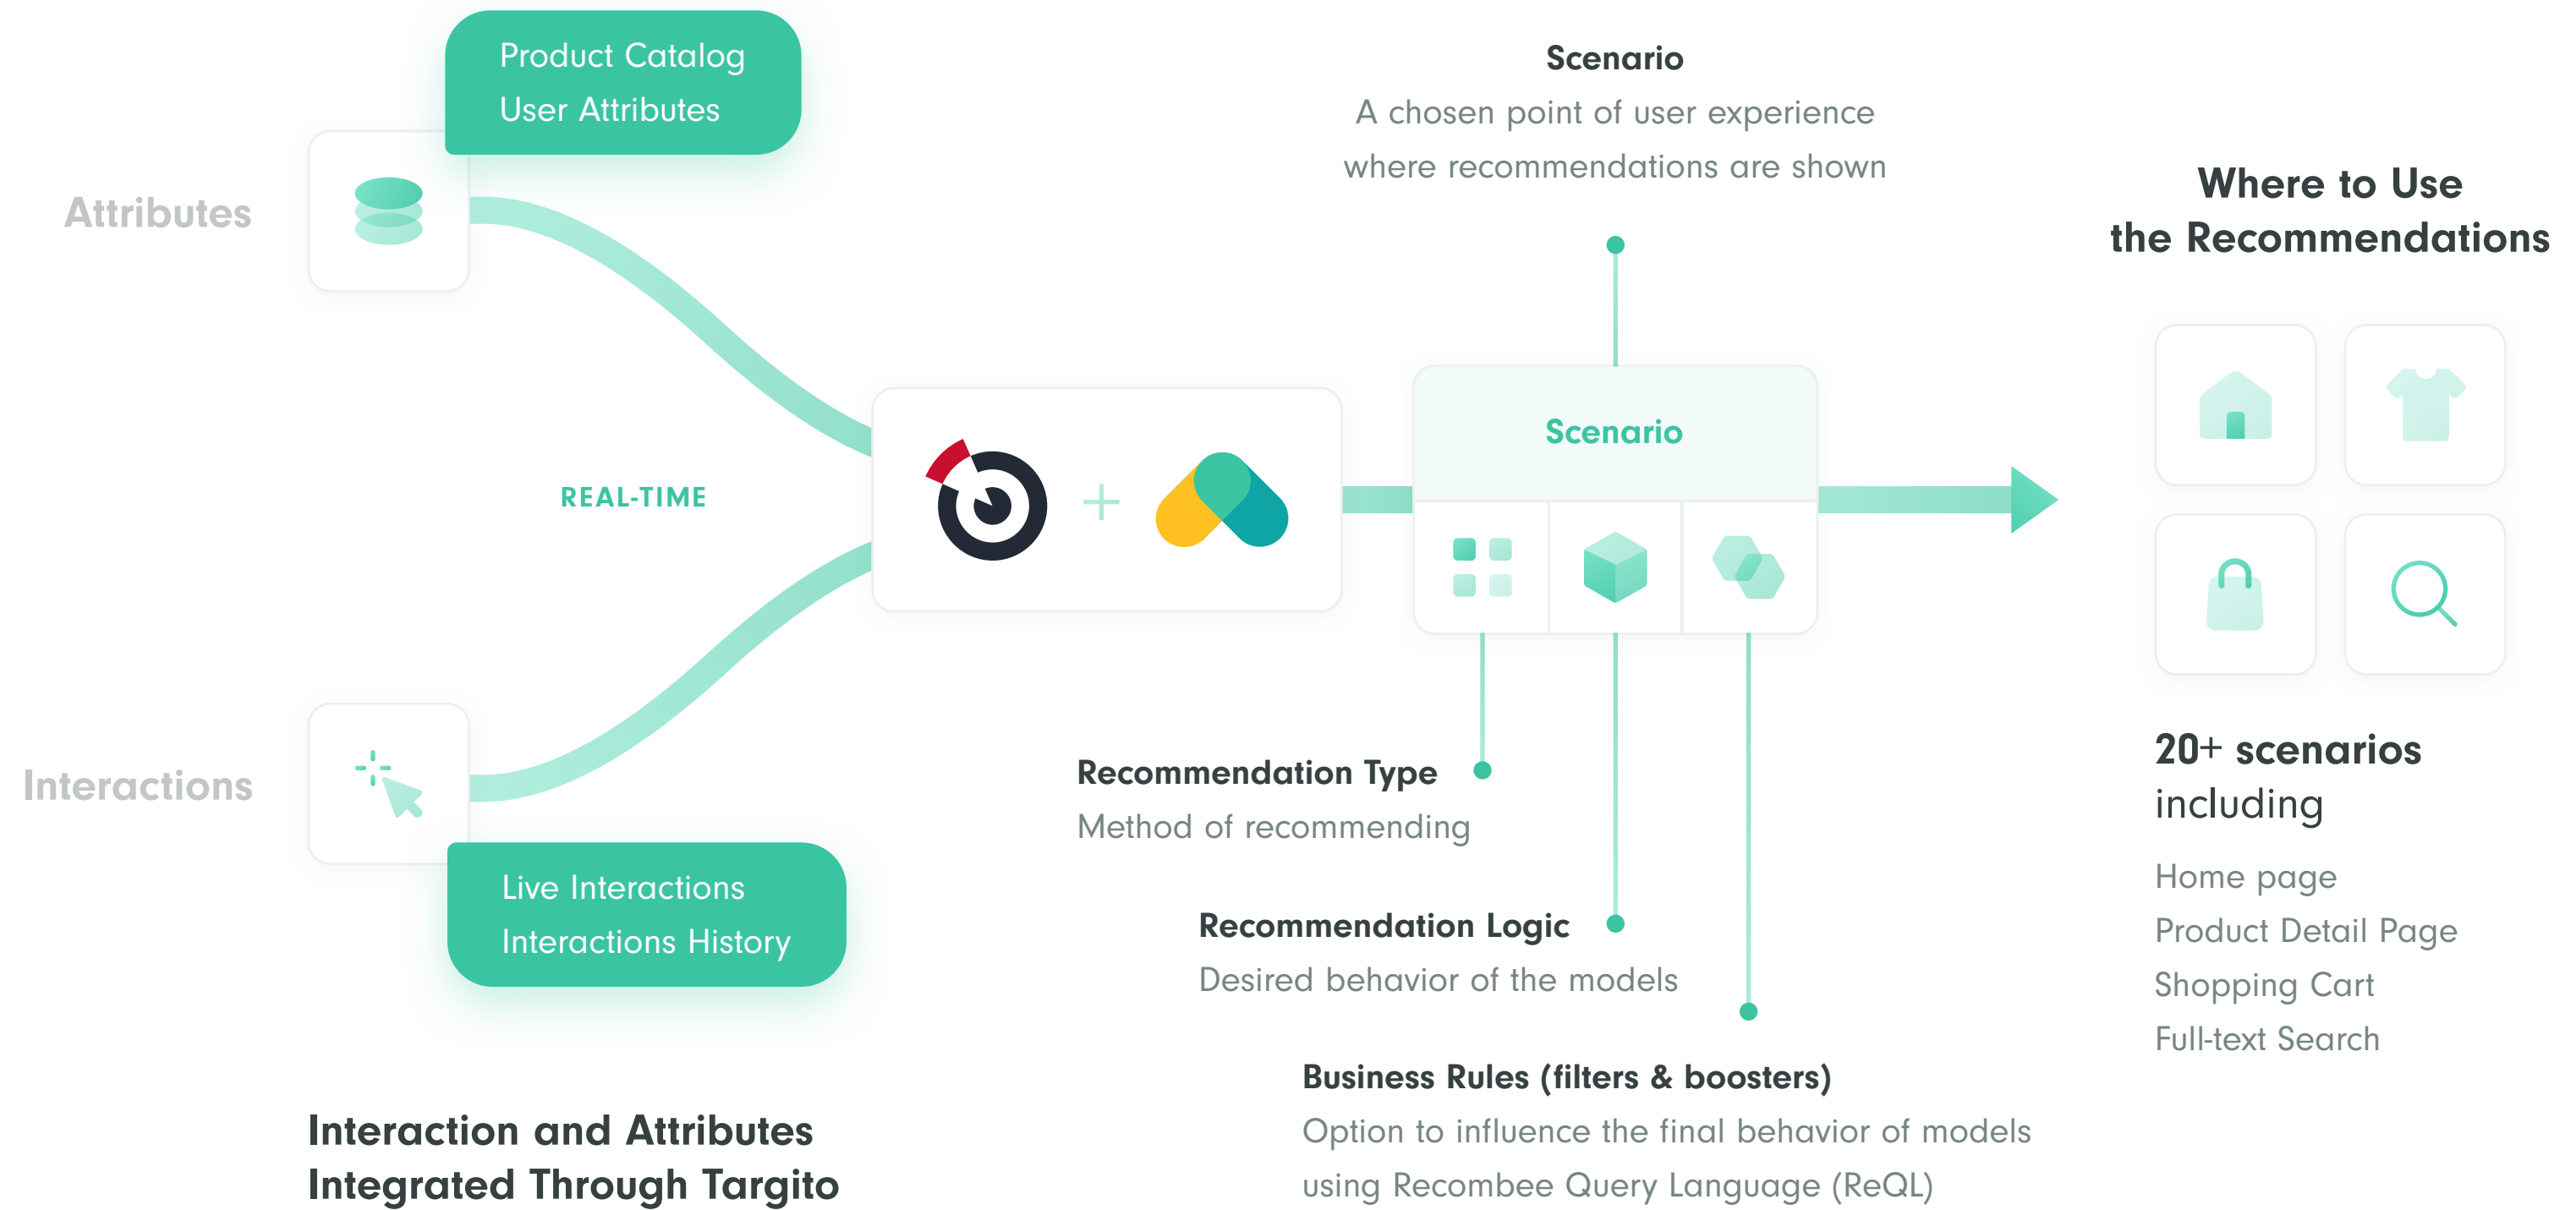 Product Catalog
User Attributes
Attributes
REAL-TIME
Interactions
Live Interactions
Interactions History
Interaction and Attributes
Integrated Through Targito
Scenario
A chosen point of user experience
where recommendations are shown
Scenario
Recommendation Type
Method of recommending
Recommendation Logic
Desired behavior of the models
Business Rules (filters & boosters)
Option to influence the final behavior of models
using Recombee Query Language (ReQL)
Where to Use
the Recommendations
20+ scenarios
including
Home page
Product Detail Page
Shopping Cart
Full-text Search